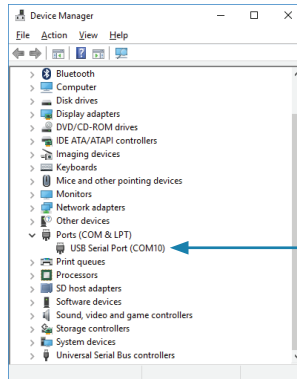 Device Manager
File Action View Help
Bluetooth
Computer
Disk drives
Display adapters
DVD/CD-ROM drives
IDE ATA/ATAPI controllers
Imaging devices
Keyboards
Mice and other pointing devices
Monitors
Network adapters
Other devices
Ports (COM & LPT)
USB Serial Port (COM10)
Print queues
Processors
SD host adapters
Software devices
Sound, video and game controllers
Storage controllers
System devices
Universal Serial Bus controllers